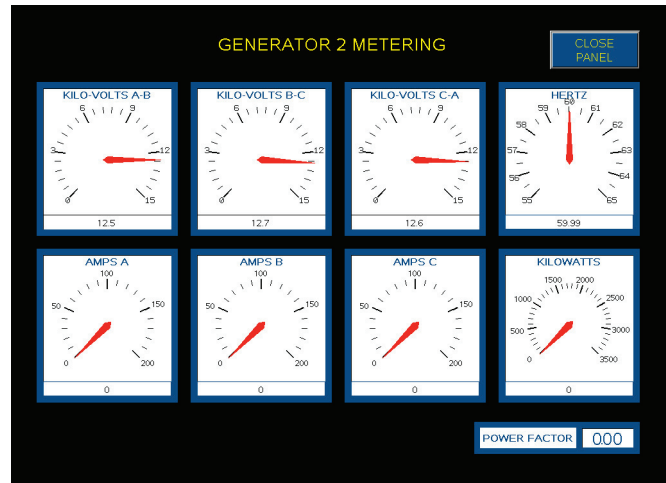 GENERATOR 2 METERING
CLOSE
PANEL
KILO-VOLTS A-B
0 3 6 9 12 15
12.5
KILO-VOLTS B-C
0 3 6 9 12 15
12.7
KILO-VOLTS C-A
0 3 6 9 12 15
12.6
HERTZ
55 56 57 58 59 60 61 62 63 64 65
59.99
AMPS A
0 50 100 150 200
0
AMPS B
0 50 100 150 200
0
AMPS C
0 50 100 150 200
0
KILOWATTS
0 500 1000 1500 2000 2500 3000 3500
0
POWER FACTOR 0.00